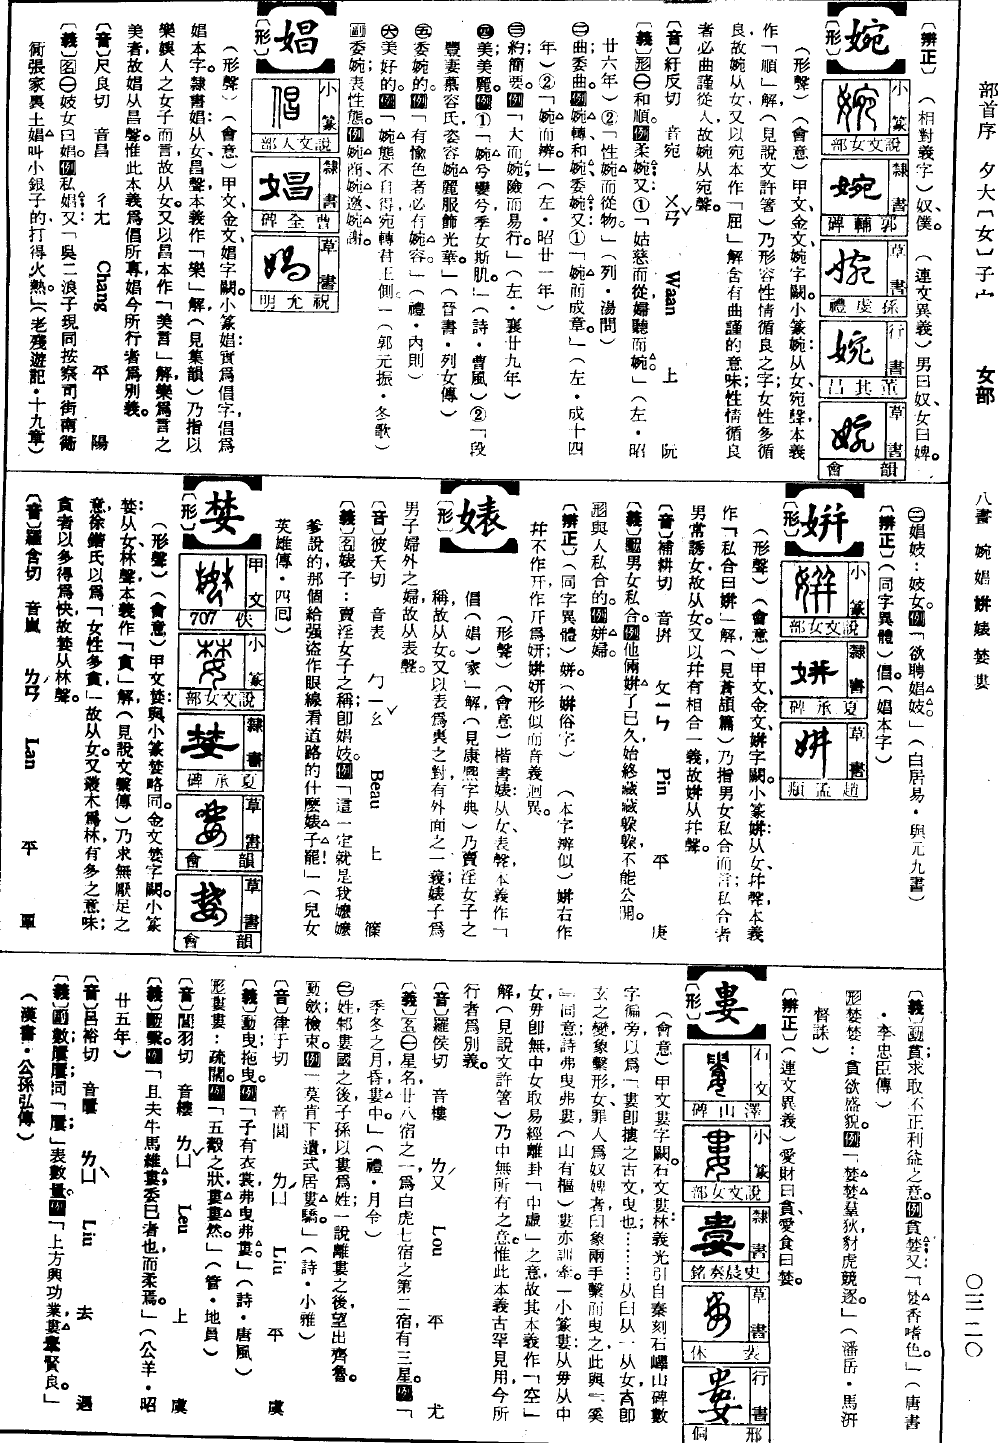 部首序 夕大〔女〕子宀 女部 八書 婉娼姘婊婪婁 〇三二〇
〔辨正〕(相對義字)奴、僕。 (連文異義)男曰奴、女曰婢。
婉
〔形〕
小篆 說文女部
隸書 郭輔碑
草書 孫虔禮
行書 董其昌
草書 韻會
(形聲)(會意)甲文、金文婉字闕。小篆婉:从女、宛聲、本義
作「順」解,(見說文許箸)乃形容性情循良之字;女性多循
良,故婉从女。又以宛本作「屈」解,含有曲謹的意味;性情循良
者必曲謹從人,故婉从宛聲。
〔音〕紆反切 音宛 ㄨㄢˇ Waan 上 阮
〔義〕形㊀和順。例柔婉。又①「姑慈而從,婦聽而婉。」(左・昭
廿六年)②「性婉而從物。」(列・湯問)
㊁曲;委曲。例婉轉、和婉、委婉。又①「婉而成章。」(左・成十四
年)②「婉而辨。」(左・昭廿一年)
㊂約;簡要。例「大而婉,險而易行。」(左・襄廿九年)
㊃美;美麗。例①「婉兮孌兮,季女斯飢。」(詩・曹風)②「段
豐妻慕容氏,姿容婉麗,服飾光華。」(晉書・列女傳)
㊄委婉的。例「有愉色者必有婉容。」(禮・內則)
㊅美好的。例「婉態不自得,宛轉君王側。」(郭元振・冬歌)
副委婉;表性態。例婉商、婉邀、婉謝。
娼
〔形〕
小篆 說文人部
隸書 曹全碑
草書 祝允明
(形聲)(會意)甲文、金文娼字闕。小篆娼實爲倡字,倡爲
娼本字。隸書娼:从女、昌聲,本義作「樂」解,(見集韻)乃指以
樂娛人之女子而言,故从女。又以昌本作「美言」解,樂爲言之
美者,故娼从昌聲。惟此本義爲倡所專,娼今所行者爲別義。
〔音〕尺良切 音昌 ㄔㄤ Chang 平 陽
〔義〕名㊀妓女曰娼。例私娼。又「吳二浪子現同按察司街南衖
衖張家裏土娼,叫小銀子的打得火熱。」(老殘遊記・十九章)
㊁娼妓:妓女。例「欲聘娼妓。」(白居易・與元九書)
〔辨正〕(同字異體)倡。(娼本字)
姘
〔形〕
小篆 說文女部
隸書 夏承碑
草書 趙孟頫
(形聲)(會意)甲文、金文姘字闕。小篆姘:从女、幷聲,本義
作「私合曰姘」解,(見蒼頡篇)乃指男女私合而言;私合者
男常誘女,故从女。又以幷有相合一義,故姘从幷聲。
〔音〕補耕切 音拼 ㄆㄧㄣ Pin 平 庚
〔義〕動男女私合。例他倆姘了已久,始終藏藏躲躲,不能公開。
形與人私合的。例姘婦。
〔辨正〕(同字異體)姘。(姘俗字) (本字辨似)姘右作
幷,不作幵,作幵爲姸,姘姸形似而音義迥異。
婊
〔形〕
(形聲)(會意)楷書婊:从女、表聲,本義作「
倡(娼)家」解,(見康熙字典)乃賣淫女子之
稱,故从女。又以表爲裏之對,有外面之一義,婊子爲
男子婦外之婦,故从表聲。
〔音〕彼夭切 音表 ㄅㄧㄠˇ Beau 上 篠
〔義〕名婊子:賣淫女子之稱,即娼妓。例「這一定就是我嬤嬤
爹說的那個給强盜作眼線看道路的什麼婊子罷!」(兒女
英雄傳・四回)
婪
〔形〕
甲文 佚707
小篆 說文女部
隸書 夏承碑
草書 韻會
草書 韻會
(形聲)(會意)甲文婪與小篆婪略同。金文婪字闕。小篆
婪:从女、林聲,本義作「貪」解,(見說文繫傳)乃求無厭足之
意;徐鍇氏以爲「女性多貪」,故从女。又叢木爲林,有多之意味;
貪者以多得爲快,故婪从林聲。
〔音〕羅含切 音嵐 ㄌㄢˊ Lan 平 覃
〔義〕動貪求;取不正利益之意。例貪婪。又「婪香嗜色。」(唐書
・李忠臣傳)
形婪婪:貪欲盛貌。例「婪婪羣狄,豺虎競逐。」(潘岳・馬汧
督誄)
〔辨正〕(連文異義)愛財曰貪,愛食曰婪。
婁
〔形〕
石文 嶧山碑
小篆 說文女部
隸書 史晨奏銘
草書 裴休
行書 邢侗
(會意)甲文婁字闕。石文婁:林義光引自秦刻石嶧山碑數
字偏旁,以爲「婁即摟之古文,曳也……从臼从一从女,㐬即
玄之變,象繫形,女罪人爲奴婢者;臼象兩手繫而曳之,此與奚
同意,詩弗曳弗婁(山有樞)婁亦訓牽。」小篆婁:从毋从中
女,毋即無,中女取易經離卦「中虛」之意,故其本義作「空」
解,(見說文許箸)乃中無所有之意。惟此本義古罕見用,今所
行者爲別義。
〔音〕羅侯切 音樓 ㄌㄡˊ Lou 平 尤
〔義〕名㊀星名;廿八宿之一,爲白虎七宿之第二宿,有三星。例「
季冬之月,昏婁中。」(禮・月令)
㊁姓;邾婁國之後,子孫以婁爲姓;一說離婁之後,望出齊魯。
動斂;檢束。例「莫肯下遺,式居婁驕。」(詩・小雅)
〔音〕律于切 音閭 ㄌㄩˊ Liu 平 虞
〔義〕動曳;拖曳。例「子有衣裳,弗曳弗婁。」(詩・唐風)
形婁婁:疏闊。例「五觳之狀婁婁然。」(管・地員)
〔音〕閭羽切 音縷 ㄌㄩˇ Leu 上 虞
〔義〕動繫。例「且夫牛馬維婁,委己者也而柔焉。」(公羊・昭
廿五年)
〔音〕呂裕切 音屢 ㄌㄩˋ Liu 去 遇
〔義〕副數;屢;屢同「屢」,表數量。例「上方興功業,婁舉賢良。」
(漢書・公孫弘傳)